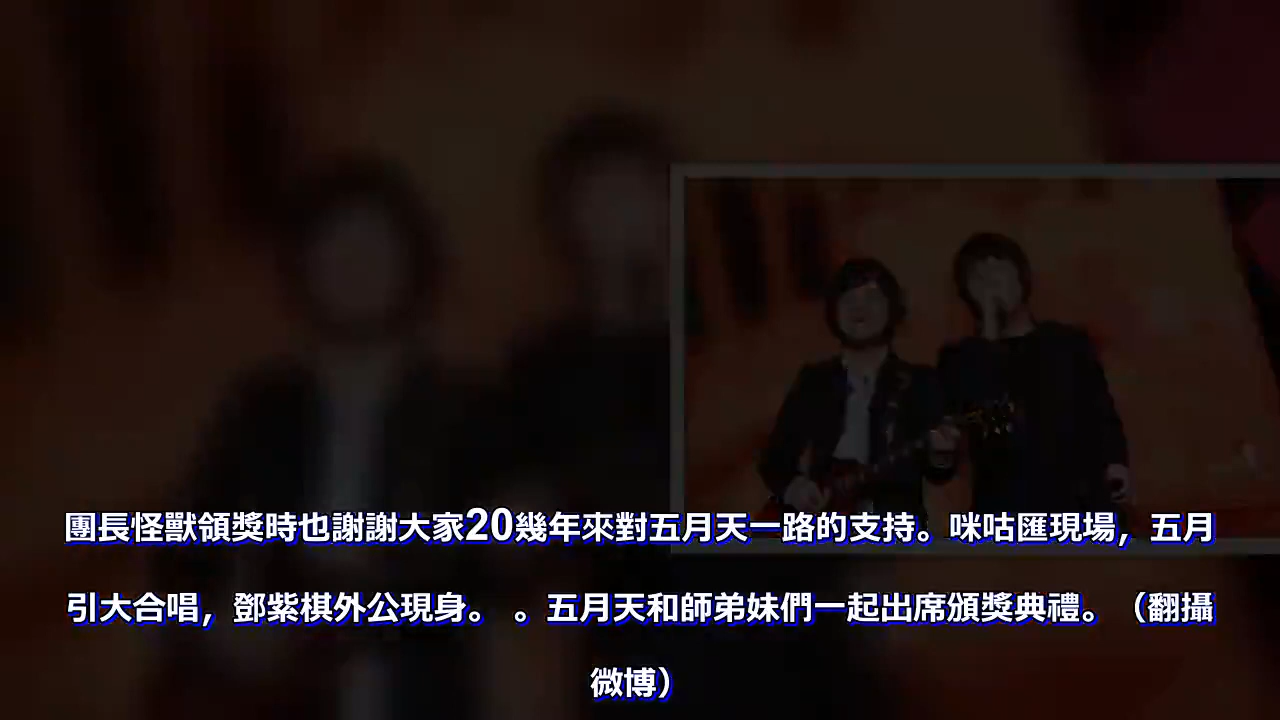 團長怪獸領獎時也謝謝大家20幾年來對五月天一路的支持。咪咕匯現場，五月
引大合唱，鄧紫棋外公現身。 。五月天和師弟妹們一起出席頒獎典禮。（翻攝
微博）